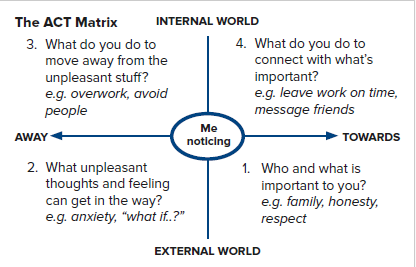 The ACT Matrix
INTERNAL WORLD
3. What do you do to
move away from the
unpleasant stuff?
e.g. overwork, avoid
people
4. What do you do to
connect with what's
important?
e.g. leave work on time,
message friends
AWAY
Me
noticing
TOWARDS
2. What unpleasant
thoughts and feeling
can get in the way?
e.g. anxiety, “what if..?”
1. Who and what is
important to you?
e.g. family, honesty,
respect
EXTERNAL WORLD